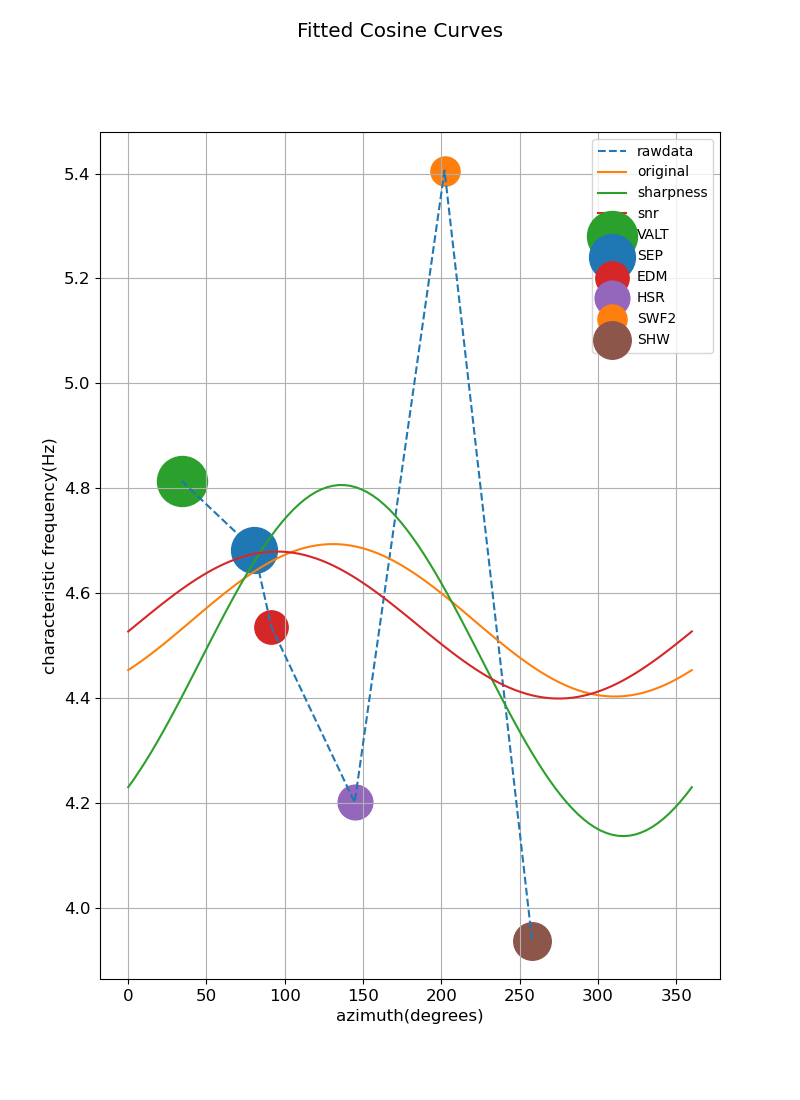 Fitted Cosine Curves
rawdata
original
sharpness
snr
VALT
SEP
EDM
HSR
SWF2
SHW
5.4
5.2
5.0
4.8
4.6
4.4
4.2
4.0
characteristic frequency(Hz)
0 50 100 150 200 250 300 350
azimuth(degrees)